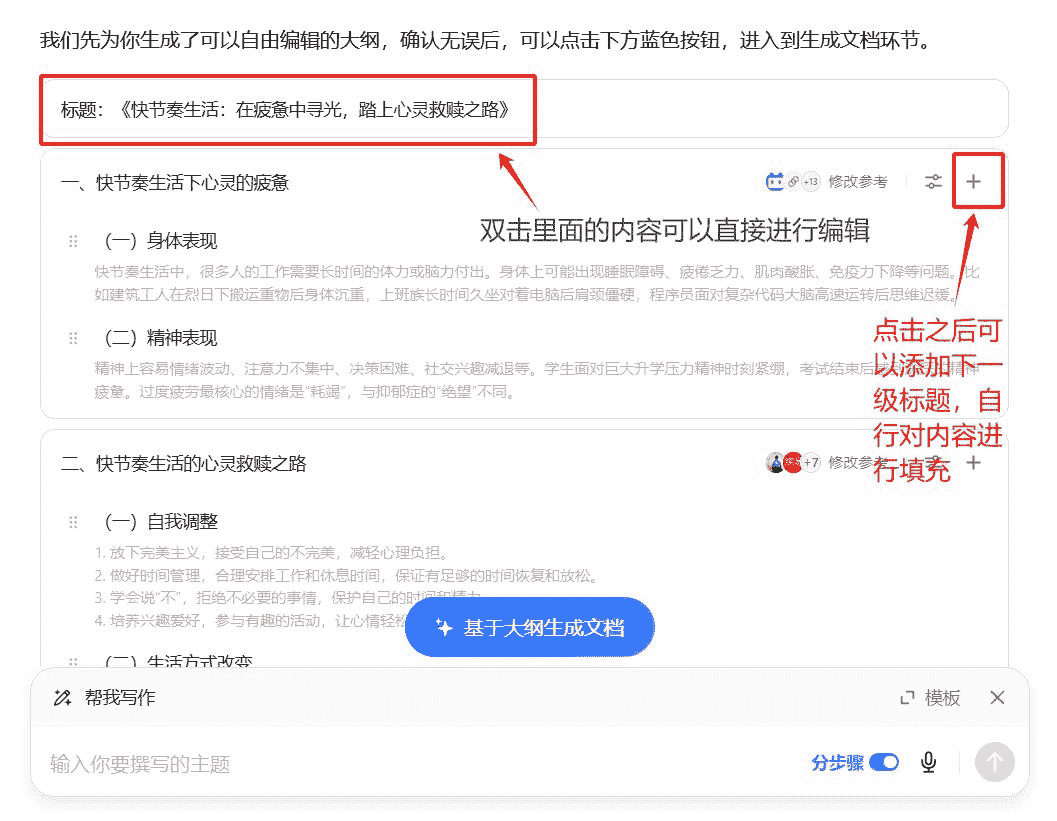 我们先为你生成了可以自由编辑的大纲，确认无误后，可以点击下方蓝色按钮，进入到生成文档环节。
标题：《快节奏生活：在疲惫中寻光，踏上心灵救赎之路》
一、快节奏生活下心灵的疲惫
+13 修改参考
双击里面的内容可以直接进行编辑
（一）身体表现
快节奏生活中，很多人的工作需要长时间的体力或脑力付出。身体上可能出现睡眠障碍、疲倦乏力、肌肉酸胀、免疫力下降等问题。比
如建筑工人在烈日下搬运重物后身体沉重，上班族长时间久坐对着电脑后肩颈僵硬，程序员面对复杂代码大脑高速运转后思维迟缓。
点击之后可
以添加下一
级标题，自
行对内容进
行填充
（二）精神表现
精神上容易情绪波动、注意力不集中、决策困难、社交兴趣减退等。学生面对巨大升学压力精神时刻紧绷，考试结束后
疲惫。过度疲劳最核心的情绪是“耗竭”，与抑郁症的“绝望”不同。
二、快节奏生活的心灵救赎之路
+7 修改参考
（一）自我调整
1. 放下完美主义，接受自己的不完美，减轻心理负担。
2. 做好时间管理，合理安排工作和休息时间，保证有足够的时间恢复和放松。
3. 学会说“不”，拒绝不必要的事情，保护自己的时间和精力
4. 培养兴趣爱好，参与有趣的活动，让心情轻松
基于大纲生成文档
（二）生活方式改变
帮我写作
模板
输入你要撰写的主题
分步骤